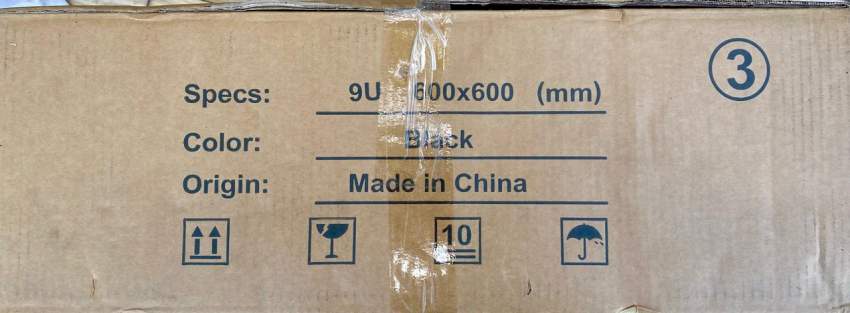 3
Specs: 9U 600x600 (mm)
Color: Black
Origin: Made in China
10